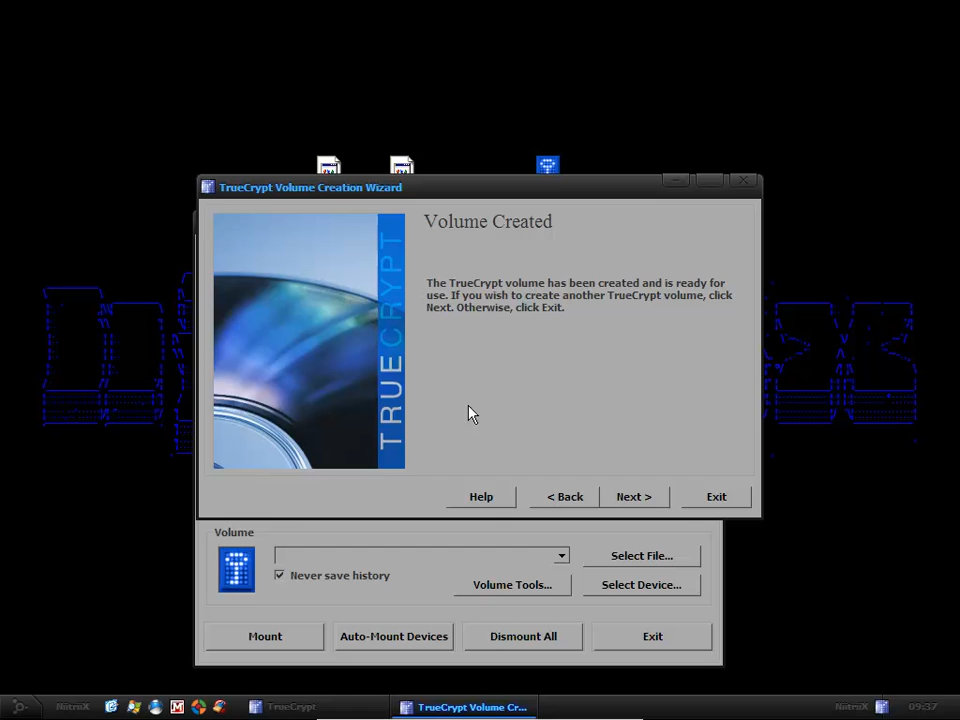 TrueCrypt Volume Creation Wizard
Volume Created
The TrueCrypt volume has been created and is ready for
use. If you wish to create another TrueCrypt volume, click
Next. Otherwise, click Exit.
TRUECRYPT
Help
< Back
Next >
Exit
Volume
Never save history
Select File...
Volume Tools...
Select Device...
Mount
Auto-Mount Devices
Dismount All
Exit
NiitruiX
TrueCrypt
TrueCrypt Volume Cr...
NiitruiX
09:37